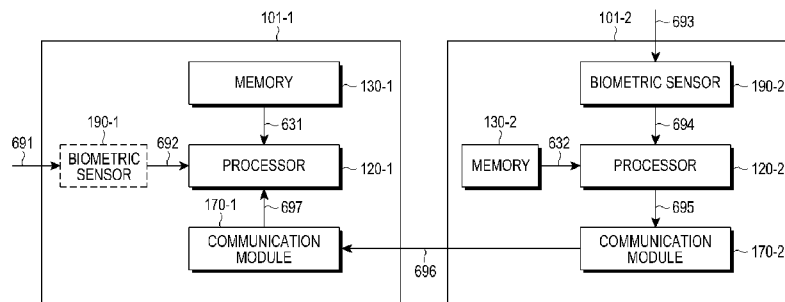 101-1
101-2
693
MEMORY
130-1
BIOMETRIC SENSOR
190-2
190-1
631
130-2
694
691
BIOMETRIC
SENSOR
692
PROCESSOR
120-1
MEMORY
632
PROCESSOR
120-2
170-1
697
695
COMMUNICATION
MODULE
696
COMMUNICATION
MODULE
170-2